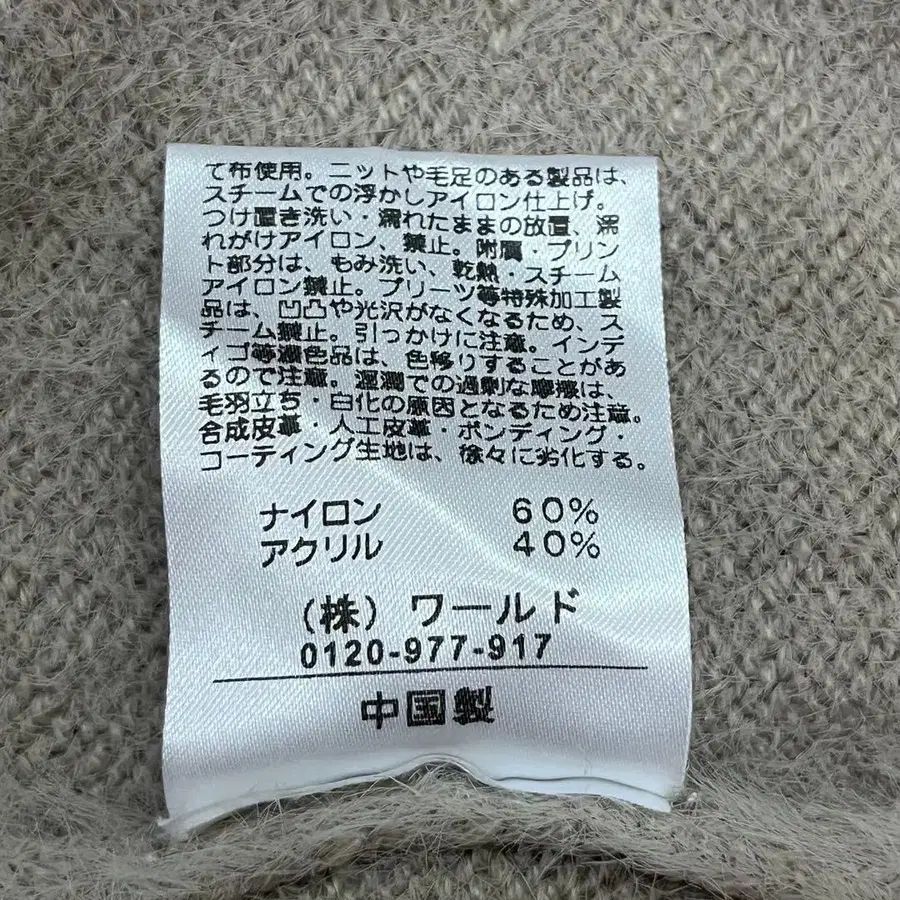 て布使用。ニットや毛足のある製品は、
スチームでの浮かしアイロン仕上げ。
つけ置き洗い・濡れたままの放置、濡
れがけアイロン、禁止。附属・プリン
ト部分は、もみ洗い、乾熱・スチーム
アイロン禁止。プリーツ等特殊加工製
品は、凹凸や光沢がなくなるため、ス
チーム禁止。引っかけに注意。インデ
ィゴ等濃色品は、色移りすることがあ
るので注意。湿潤での過剰な摩擦は、
毛羽立ち・白化の原因となるため注意。
合成皮革・人工皮革・ボンディング・
コーティング生地は、徐々に劣化する。
ナイロン 60%
アクリル 40%
(株) ワールド
0120-977-917
中国製